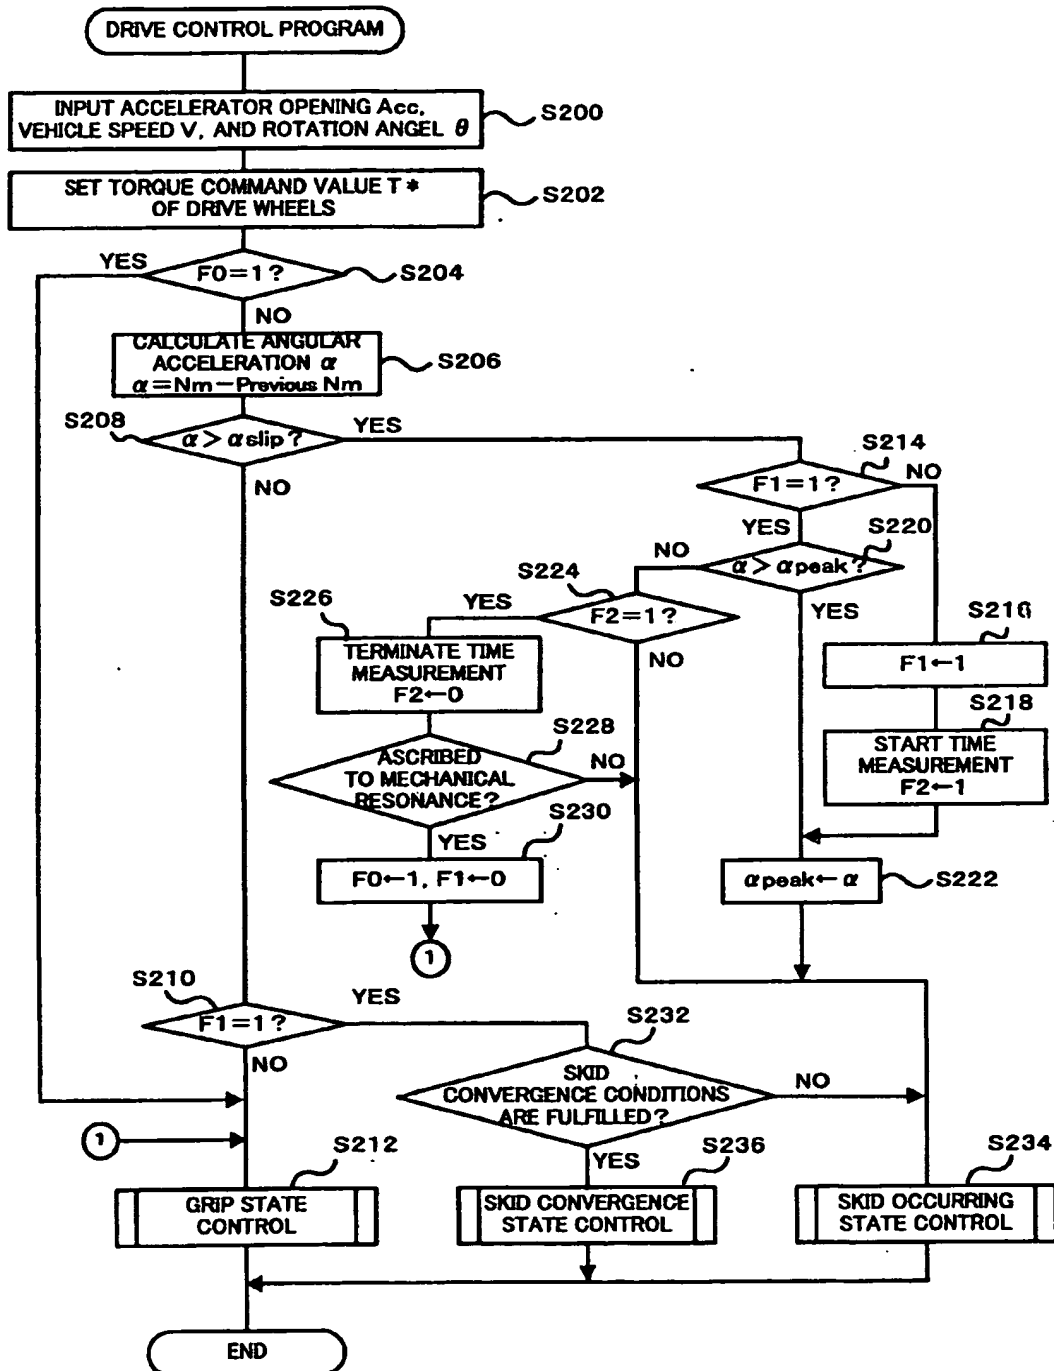 DRIVE CONTROL PROGRAM
INPUT ACCELERATOR OPENING Acc,
VEHICLE SPEED V, AND ROTATION ANGEL θ
S200
SET TORQUE COMMAND VALUE T *
OF DRIVE WHEELS
S202
YES
F0=1?
S204
NO
CALCULATE ANGULAR
ACCELERATION α
α=Nm-Previous Nm
S206
S208
α > α slip?
YES
NO
S214
F1=1?
NO
YES
S220
α > α peak?
NO
YES
S224
F2=1?
YES
NO
S226
TERMINATE TIME
MEASUREMENT
F2←0
S216
F1←1
S218
START TIME
MEASUREMENT
F2←1
S228
ASCRIBED
TO MECHANICAL
RESONANCE?
NO
YES
S230
F0←1, F1←0
1
α peak← α
S222
S210
F1=1?
YES
NO
S232
SKID
CONVERGENCE CONDITIONS
ARE FULFILLED?
NO
YES
1
S212
GRIP STATE
CONTROL
S236
SKID CONVERGENCE
STATE CONTROL
S234
SKID OCCURRING
STATE CONTROL
END